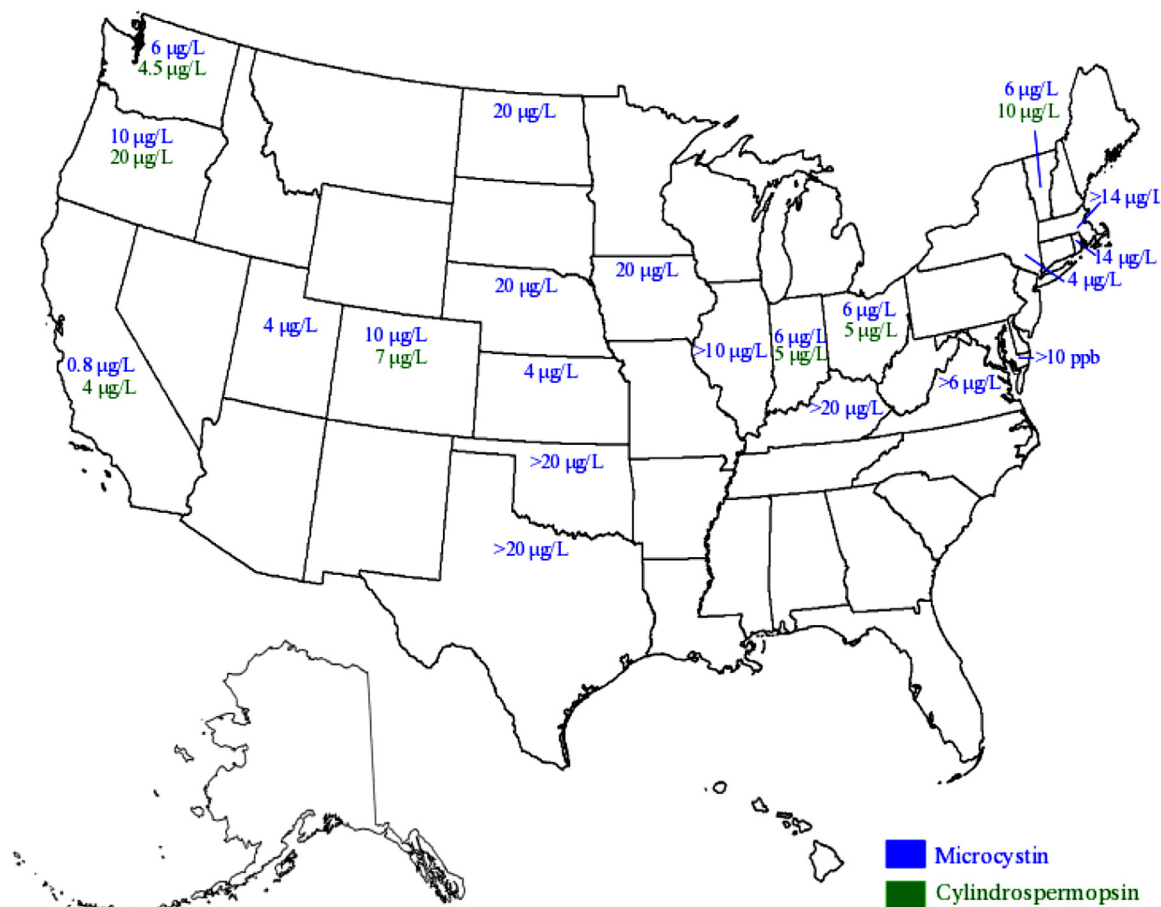 6 µg/L
4.5 µg/L
10 µg/L
20 µg/L
20 µg/L
6 µg/L
10 µg/L
>14 µg/L
14 µg/L
4 µg/L
20 µg/L
20 µg/L
4 µg/L
10 µg/L
7 µg/L
0.8 µg/L
4 µg/L
4 µg/L
>10 µg/L
6 µg/L
5 µg/L
6 µg/L
5 µg/L
>10 ppb
>6 µg/L
>20 µg/L
>20 µg/L
>20 µg/L
Microcystin
Cylindrospermopsin